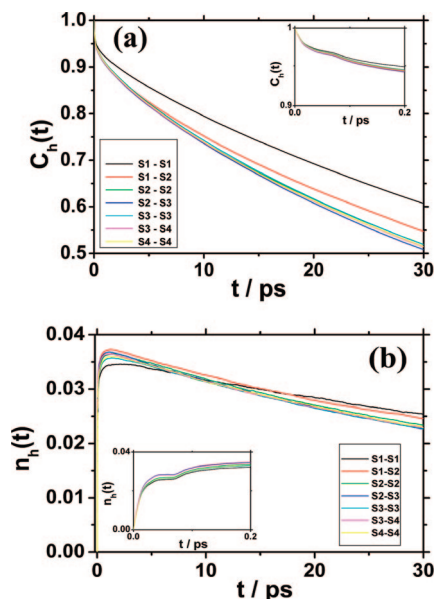 (a)
1.0
0.9
0.8
0.7
0.6
0.5
C_h(t)
S1 - S1
S1 - S2
S2 - S2
S2 - S3
S3 - S3
S3 - S4
S4 - S4
0 10 20 30
t / ps
1
0.9
C_h(t)
0.0 0.2
t / ps
(b)
0.04
0.03
0.02
0.01
0.00
n_h(t)
0.04
0.00
n_h(t)
0.0 0.2
t / ps
S1-S1
S1-S2
S2-S2
S2-S3
S3-S3
S3-S4
S4-S4
0 10 20 30
t / ps